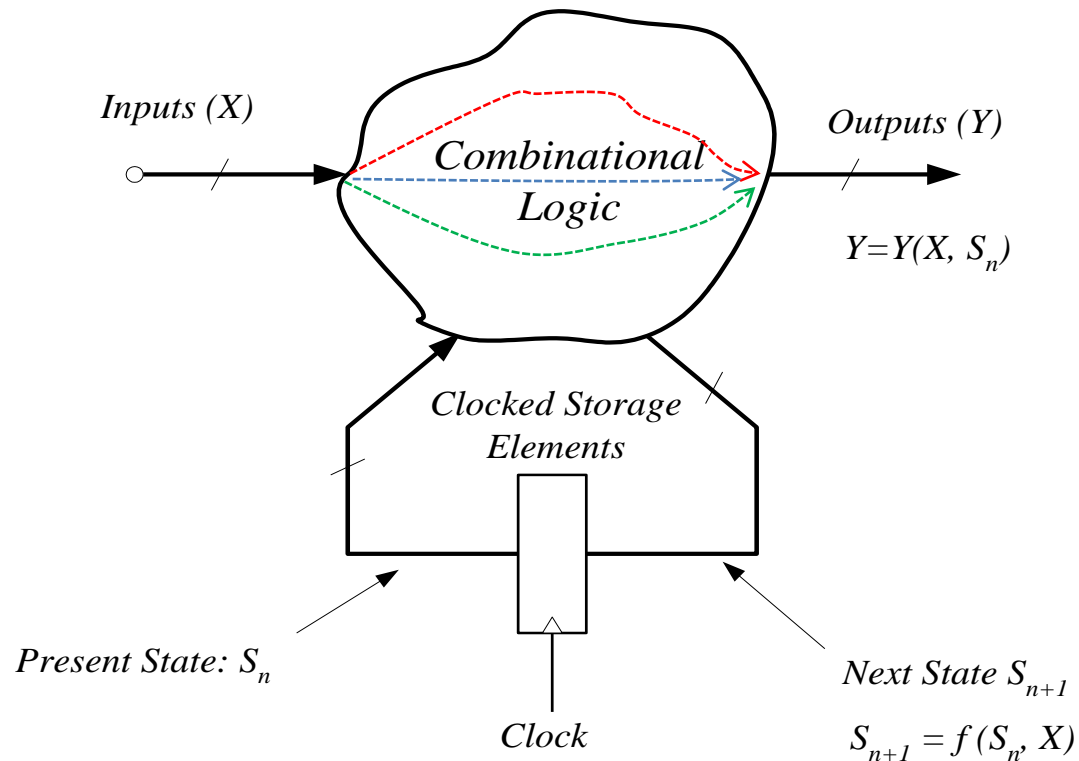 Inputs (X)
Combinational
Logic
Outputs (Y)
Y=Y(X, Sₙ)
Clocked Storage
Elements
Present State: Sₙ
Clock
Next State Sₙ₊₁
Sₙ₊₁ = f (Sₙ, X)